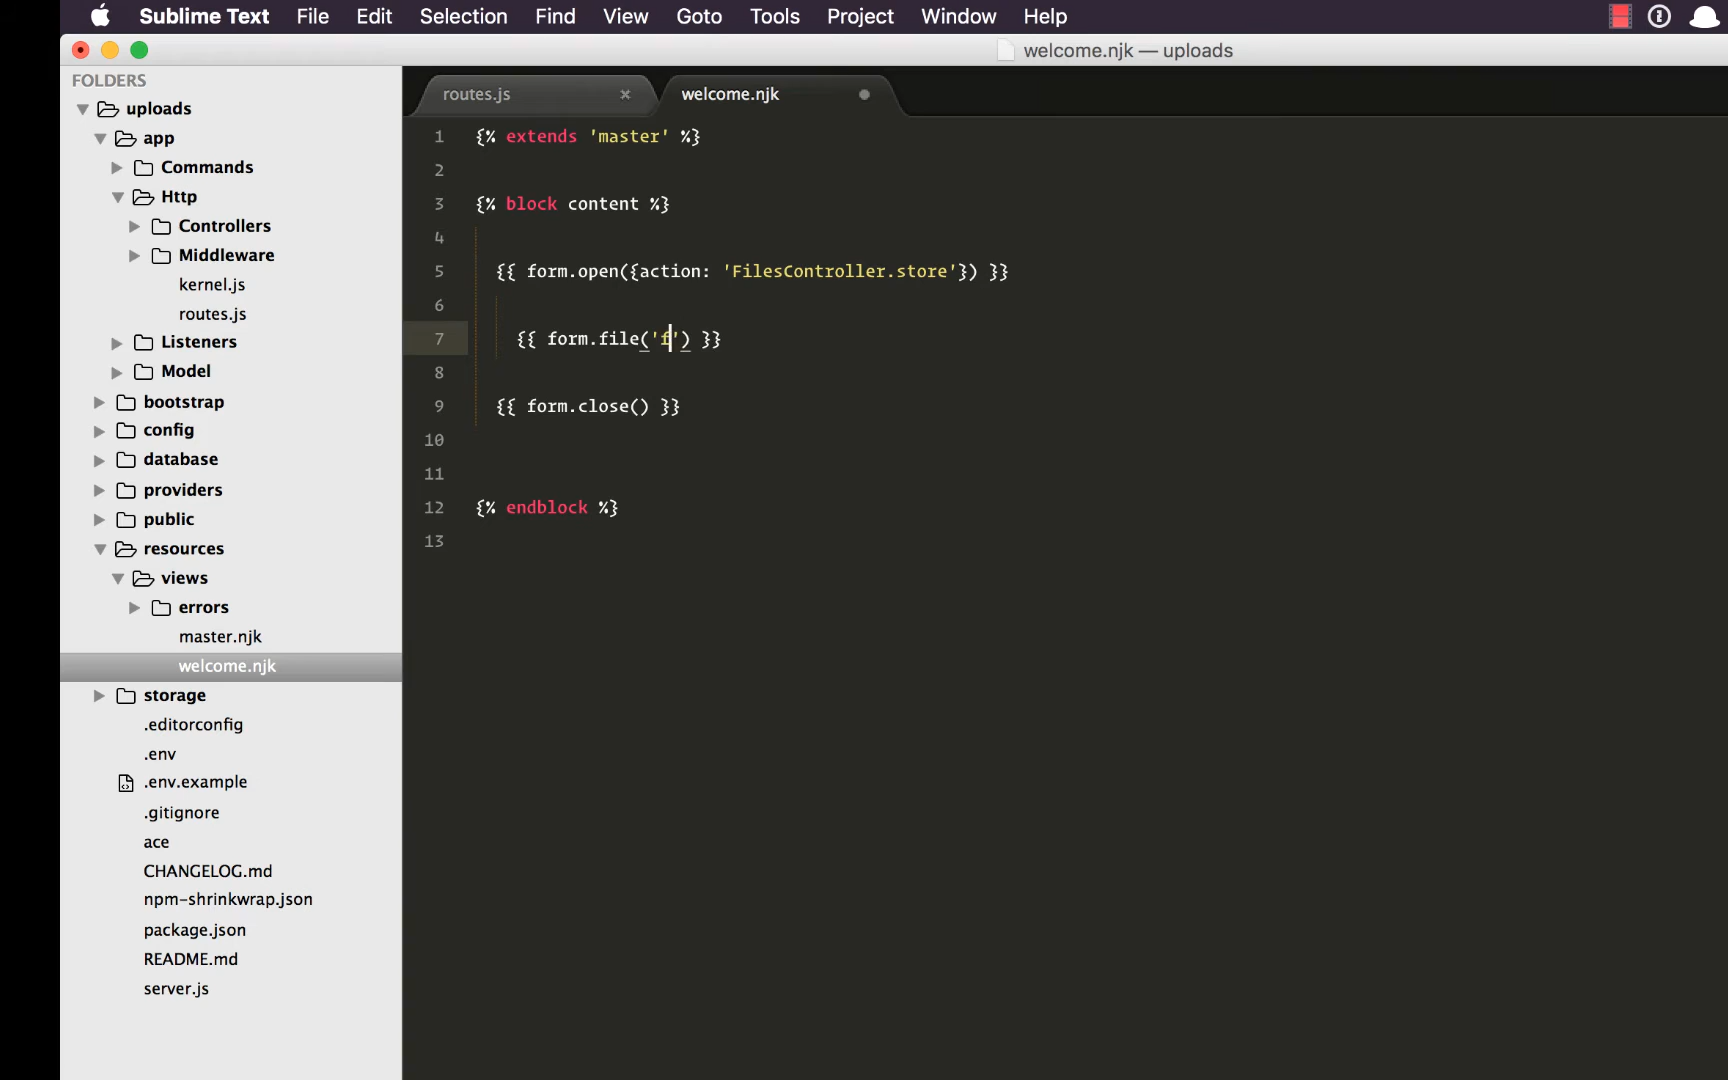 Sublime Text File Edit Selection Find View Goto Tools Project Window Help
welcome.njk — uploads
FOLDERS
uploads
app
Commands
Http
Controllers
Middleware
kernel.js
routes.js
Listeners
Model
bootstrap
config
database
providers
public
resources
views
errors
master.njk
welcome.njk
storage
.editorconfig
.env
.env.example
.gitignore
ace
CHANGELOG.md
npm-shrinkwrap.json
package.json
README.md
server.js
routes.js × welcome.njk
1 {% extends 'master' %}
2
3 {% block content %}
4
5 {{ form.open({action: 'FilesController.store'}) }}
6
7 {{ form.file('f') }}
8
9 {{ form.close() }}
10
11
12 {% endblock %}
13